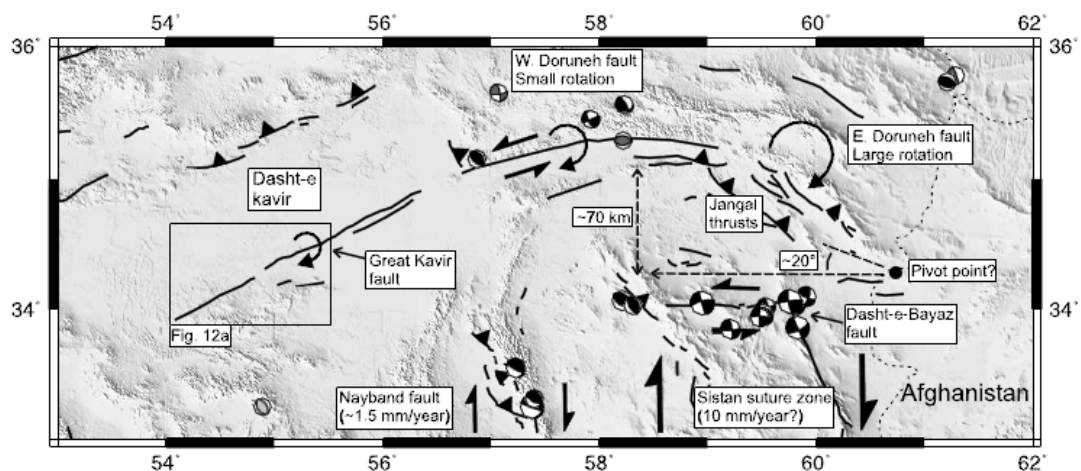 54˚ 56˚ 58˚ 60˚ 62˚
36˚ 36˚
W. Doruneh fault
Small rotation
E. Doruneh fault
Large rotation
Dasht-e
kavir
~70 km
Jangal
thrusts
~20°
Great Kavir
fault
Pivot point?
34˚ 34˚
Fig. 12a
Dasht-e-Bayaz
fault
Nayband fault
(~1.5 mm/year)
Sistan suture zone
(10 mm/year?)
Afghanistan
54˚ 56˚ 58˚ 60˚ 62˚